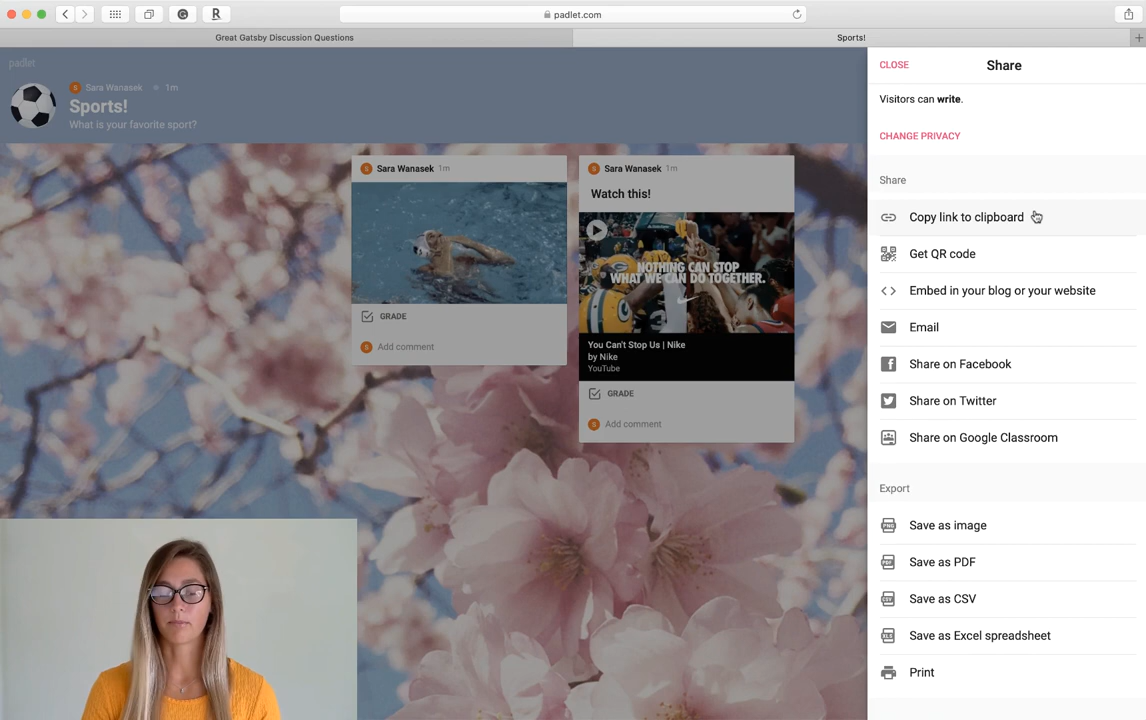 padlet.com
Great Gatsby Discussion Questions
Sports!
padlet
S Sara Wanasek 1m
Sports!
What is your favorite sport?
S Sara Wanasek 1m
GRADE
S Add comment
S Sara Wanasek 1m
Watch this!
NOTHING CAN STOP
WHAT WE CAN DO TOGETHER.
You Can't Stop Us | Nike
by Nike
YouTube
GRADE
S Add comment
CLOSE
Share
Visitors can write.
CHANGE PRIVACY
Share
Copy link to clipboard
Get QR code
Embed in your blog or your website
Email
Share on Facebook
Share on Twitter
Share on Google Classroom
Export
PNG Save as image
PDF Save as PDF
CSV Save as CSV
XLS Save as Excel spreadsheet
Print